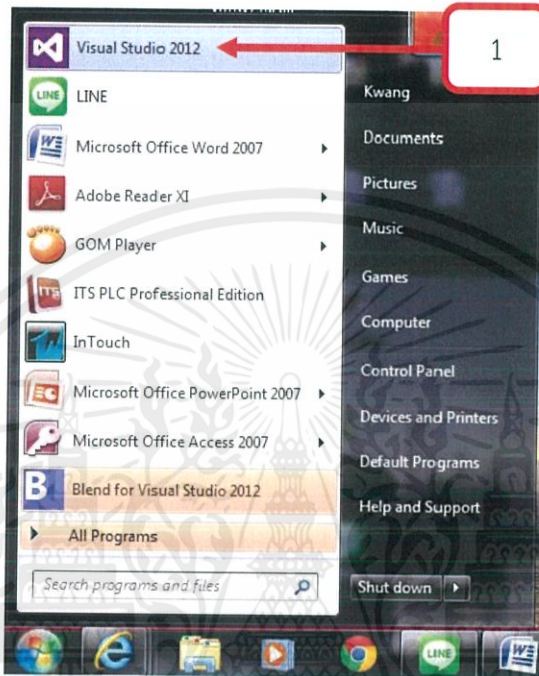 Visual Studio 2012
1
LINE
Microsoft Office Word 2007
Adobe Reader XI
GOM Player
ITS PLC Professional Edition
InTouch
Microsoft Office PowerPoint 2007
Microsoft Office Access 2007
Blend for Visual Studio 2012
All Programs
Search programs and files
Kwang
Documents
Pictures
Music
Games
Computer
Control Panel
Devices and Printers
Default Programs
Help and Support
Shut down